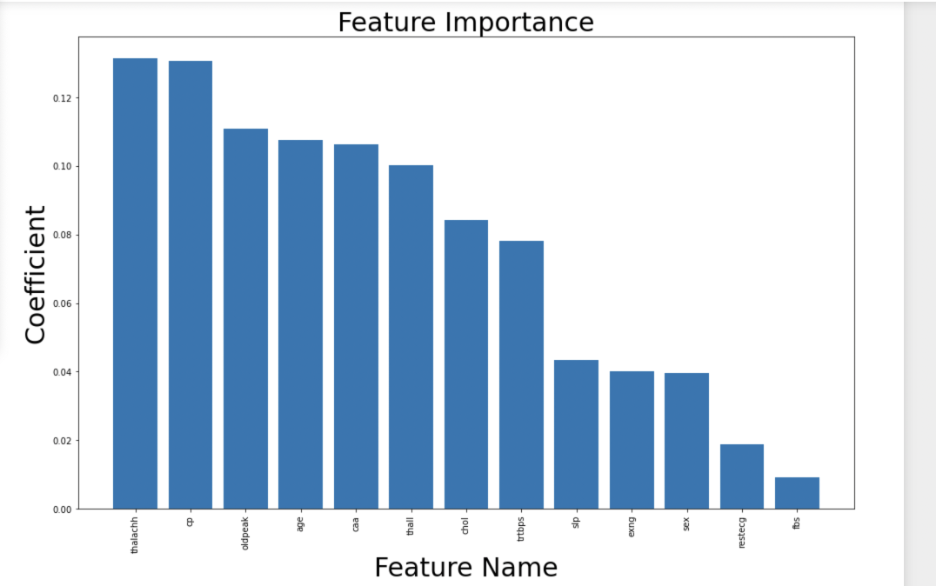 Feature Importance
Coefficient
0.12
0.10
0.08
0.06
0.04
0.02
0.00
thalachh
cp
oldpeak
age
caa
thall
chol
trtbps
slp
exng
sex
restecg
fbs
Feature Name